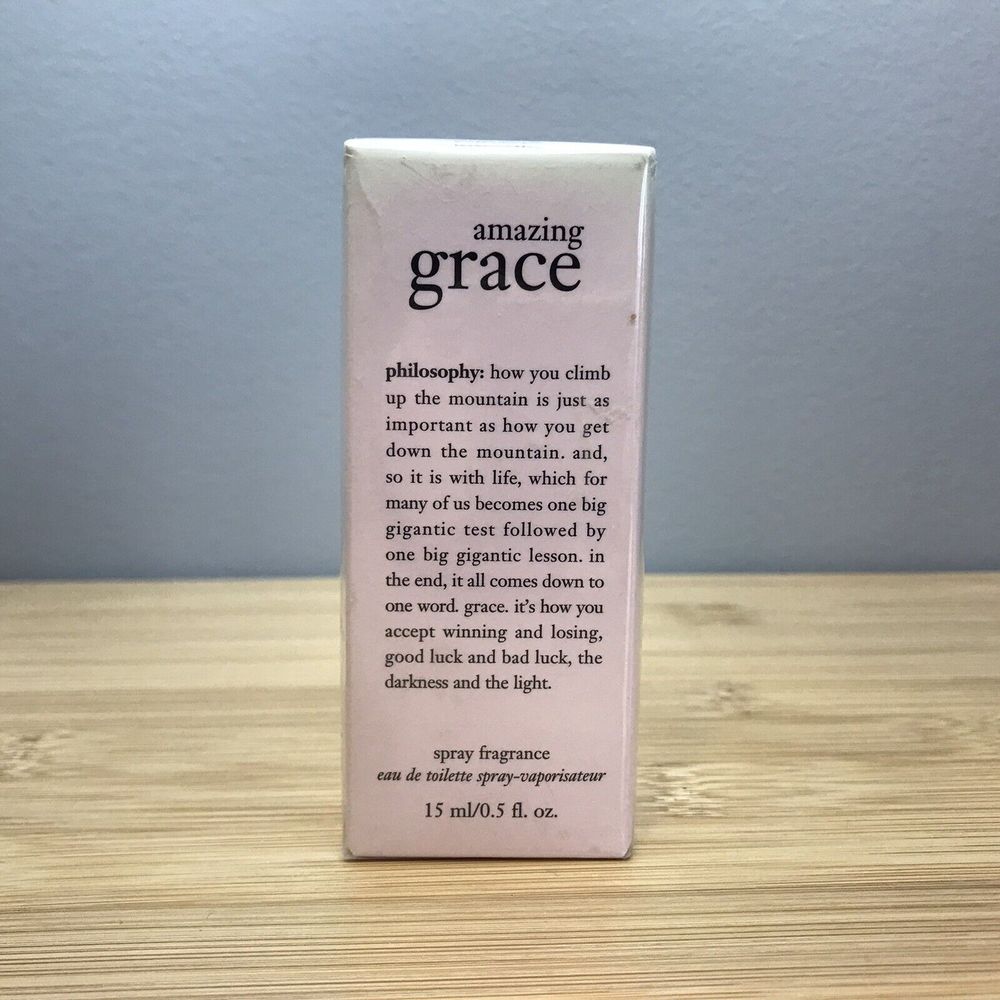 amazing
grace
philosophy: how you climb
up the mountain is just as
important as how you get
down the mountain. and,
so it is with life, which for
many of us becomes one big
gigantic test followed by
one big gigantic lesson. in
the end, it all comes down to
one word. grace. it's how you
accept winning and losing,
good luck and bad luck, the
darkness and the light.
spray fragrance
eau de toilette spray-vaporisateur
15 ml/0.5 fl. oz.